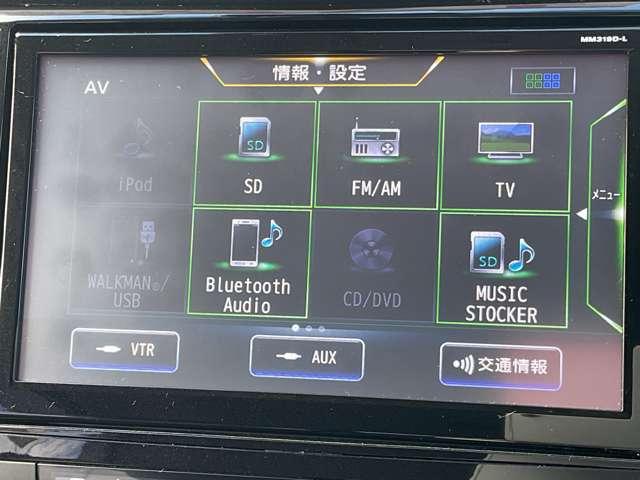 MM319D-L
情報・設定
AV
iPod
SD
SD
FM/AM
TV
メニュー
WALKMAN®/
USB
Bluetooth
Audio
CD/DVD
SD
MUSIC
STOCKER
VTR
AUX
交通情報